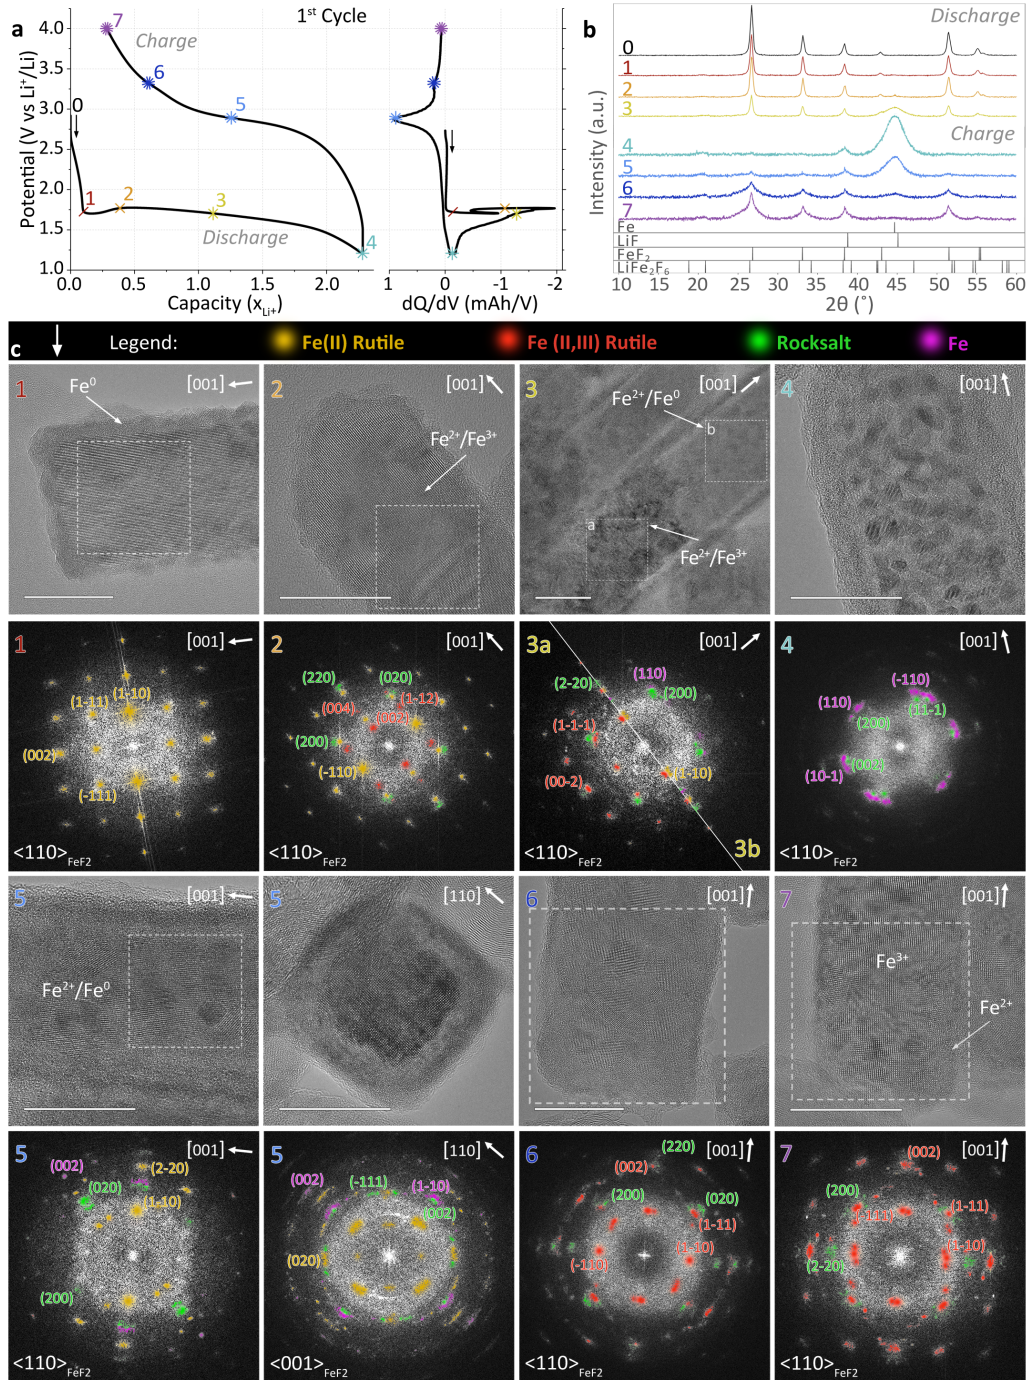 a
1st Cycle
Charge
Discharge
Potential (V vs Li+/Li)
4.0
3.5
3.0
2.5
2.0
1.5
1.0
0
1
2
3
4
5
6
7
0.0
0.5
1.0
1.5
2.0
0
-1
-2
Capacity (xLi+)
dQ/dV (mAh/V)
b
Discharge
Charge
Intensity (a.u.)
0
1
2
3
4
5
6
7
Fe
LiF
FeF2
LiFe2F6
10 15 20 25 30 35 40 45 50 55 60
2θ (°)
Legend: Fe(II) Rutile Fe (II,III) Rutile Rocksalt Fe
c
1 Fe0 [001]
2 [001] Fe2+/Fe3+
3 [001] Fe2+/Fe0 b a Fe2+/Fe3+
4 [001]
1 [001] (1-10) (1-11) (002) (-111) <110>FeF2
2 [001] (220) (020) (004) (1-12) (002) (200) (-110) <110>FeF2
3a [001] (110) (2-20) (200) (1-1-1) (00-2) (1-10) 3b <110>FeF2
4 [001] (-110) (110) (11-1) (200) (002) (10-1) <110>FeF2
5 [001] Fe2+/Fe0
5 [110]
6 [001]
7 [001] Fe3+ Fe2+
5 [001] (002) (2-20) (020) (1-10) (200) <110>FeF2
5 [110] (002) (-111) (1-10) (002) (020) <001>FeF2
6 [001] (220) (002) (200) (020) (1-11) (1-10) (-110) <110>FeF2
7 [001] (002) (200) (1-11) (-111) (1-10) (2-20) <110>FeF2